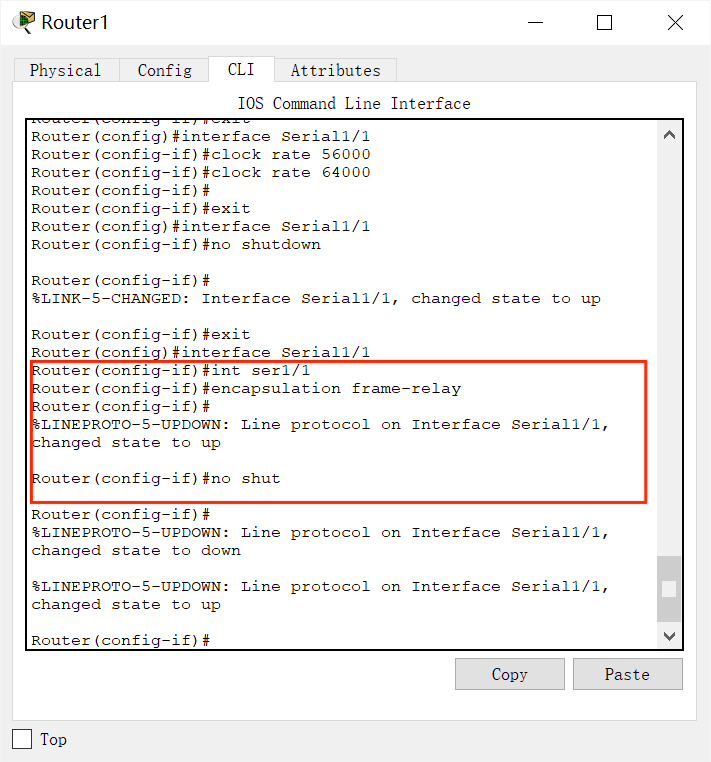 Router1
Physical Config CLI Attributes
IOS Command Line Interface
Router(config)#exit
Router(config)#interface Serial1/1
Router(config-if)#clock rate 56000
Router(config-if)#clock rate 64000
Router(config-if)#
Router(config-if)#exit
Router(config)#interface Serial1/1
Router(config-if)#no shutdown
Router(config-if)#
%LINK-5-CHANGED: Interface Serial1/1, changed state to up
Router(config-if)#exit
Router(config)#interface Serial1/1
Router(config-if)#int ser1/1
Router(config-if)#encapsulation frame-relay
Router(config-if)#
%LINEPROTO-5-UPDOWN: Line protocol on Interface Serial1/1,
changed state to up
Router(config-if)#no shut
Router(config-if)#
%LINEPROTO-5-UPDOWN: Line protocol on Interface Serial1/1,
changed state to down
%LINEPROTO-5-UPDOWN: Line protocol on Interface Serial1/1,
changed state to up
Router(config-if)#
Copy Paste
Top